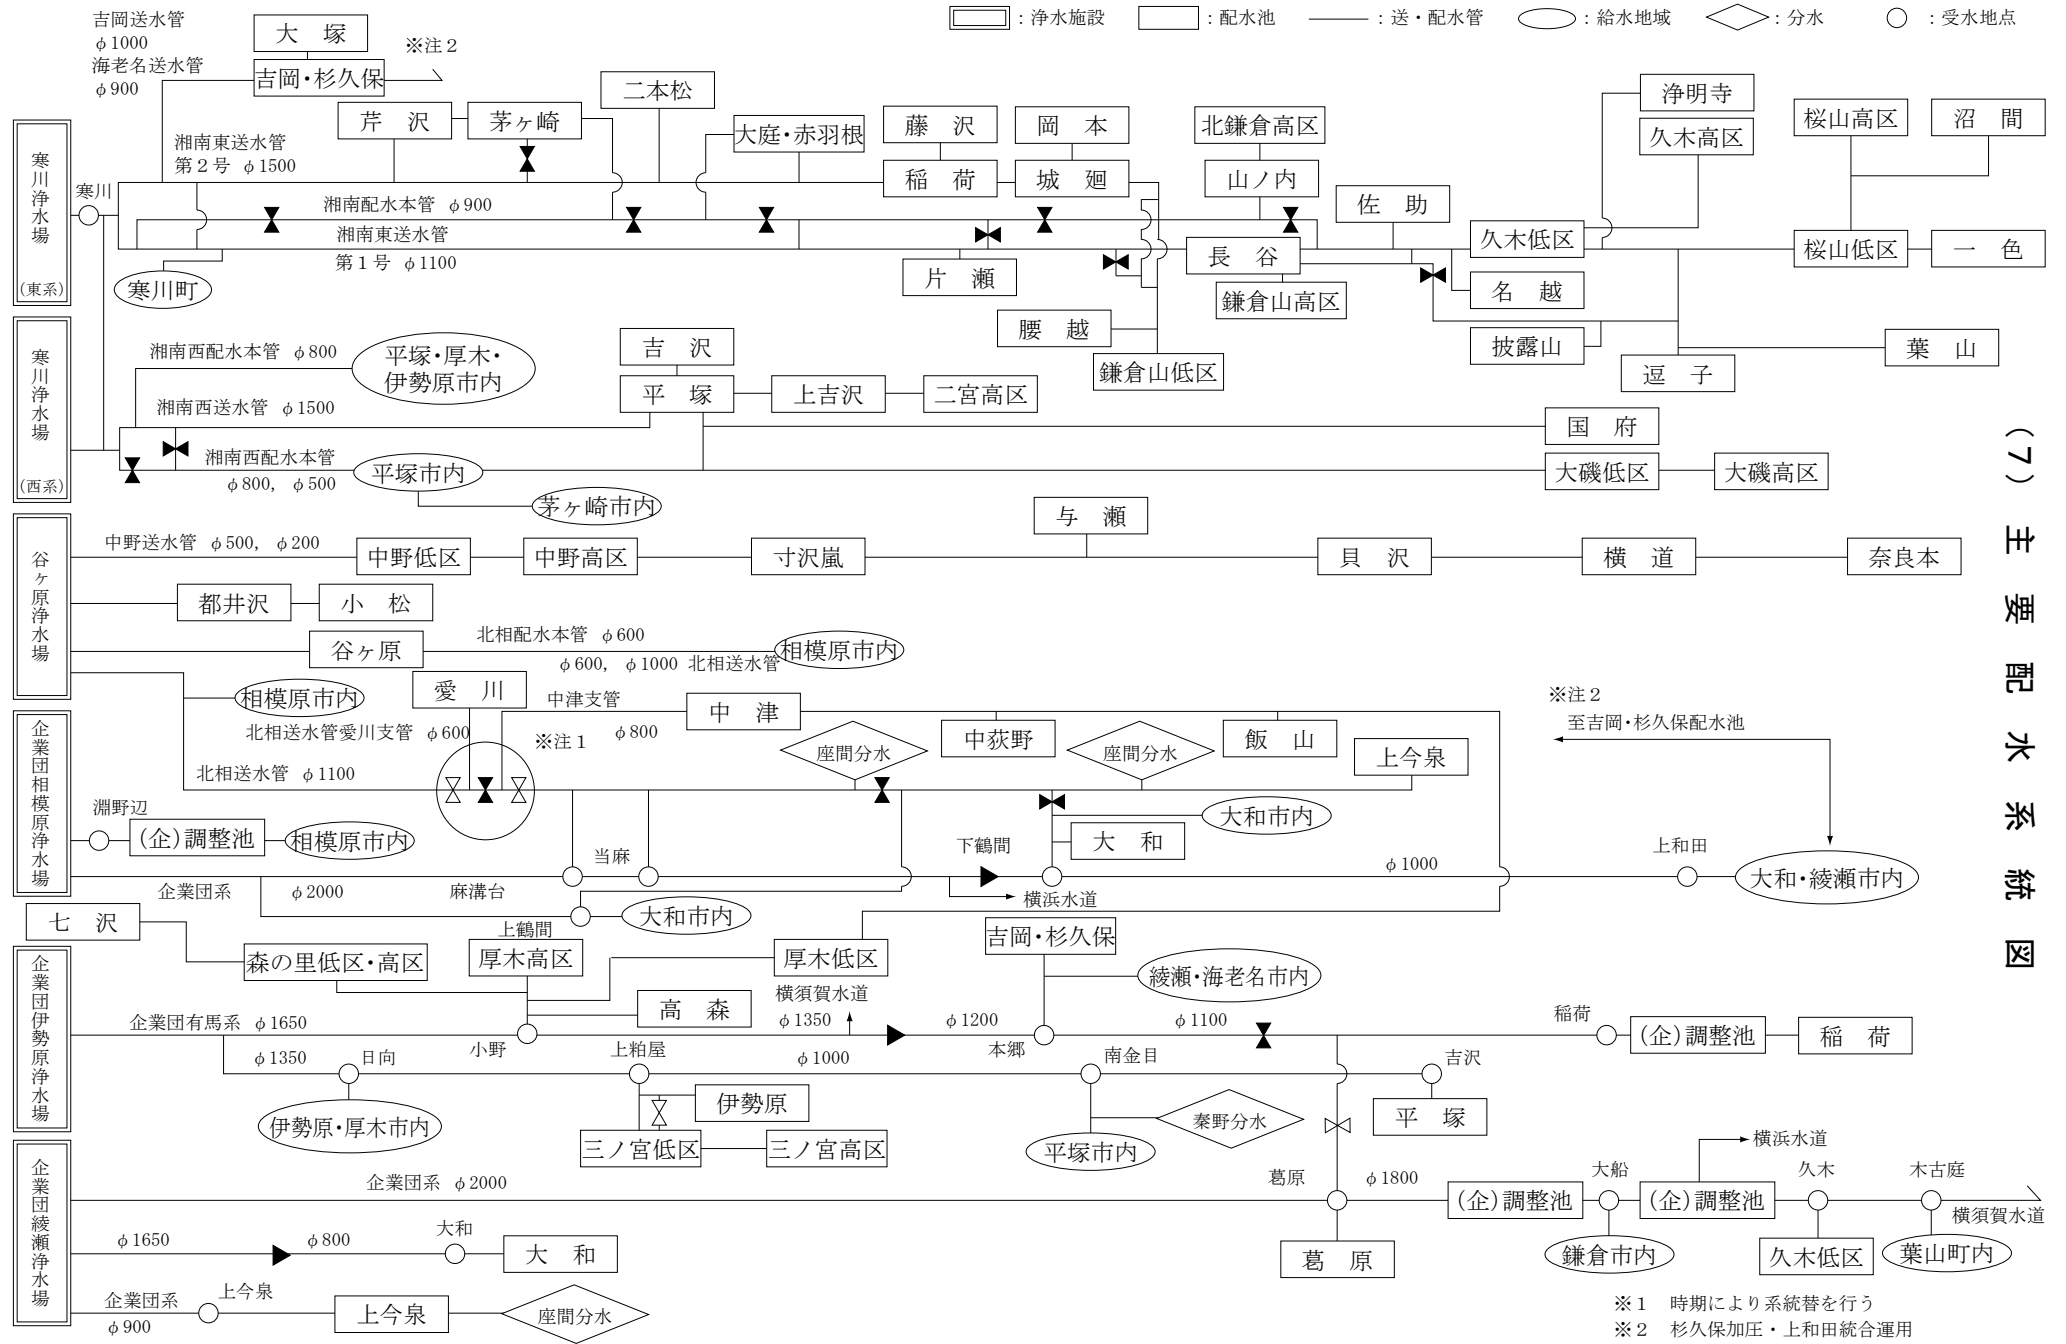 (7) 主要配水系統図
：浄水施設
：配水池
：送・配水管
：給水地域
：分水
：受水地点
吉岡送水管
φ1000
海老名送水管
φ900
大 塚
吉岡・杉久保
※注２
二本松
芹 沢
茅ヶ崎
大庭・赤羽根
藤 沢
岡 本
北鎌倉高区
浄明寺
久木高区
桜山高区
沼 間
寒川浄水場
(東系)
寒川
湘南東送水管
第２号 φ1500
稲 荷
城 廻
山ノ内
佐 助
湘南配水本管 φ900
湘南東送水管
第１号 φ1100
久木低区
桜山低区
一 色
長 谷
寒川町
片 瀬
鎌倉山高区
名 越
腰 越
鎌倉山低区
披露山
逗子
葉 山
寒川浄水場
(西系)
湘南西配水本管 φ800
平塚・厚木・
伊勢原市内
吉 沢
平 塚
上吉沢
二宮高区
湘南西送水管 φ1500
国 府
湘南西配水本管
φ800, φ500
平塚市内
茅ヶ崎市内
大磯低区
大磯高区
谷ヶ原浄水場
中野送水管 φ500, φ200
中野低区
中野高区
寸沢嵐
与 瀬
貝 沢
横 道
奈良本
都井沢
小 松
谷ヶ原
北相配水本管 φ600
φ600, φ1000 北相送水管
相模原市内
相模原市内
愛 川
中津支管
φ800
中 津
北相送水管愛川支管 φ600
※注１
座間分水
中荻野
座間分水
飯 山
上今泉
※注２
至吉岡・杉久保配水池
北相送水管 φ1100
企業団相模原浄水場
淵野辺
(企)調整池
相模原市内
大和市内
大 和
当麻
下鶴間
φ1000
上和田
大和・綾瀬市内
企業団系
φ2000
麻溝台
横浜水道
上鶴間
大和市内
七 沢
企業団伊勢原浄水場
森の里低区・高区
厚木高区
厚木低区
吉岡・杉久保
綾瀬・海老名市内
高 森
横須賀水道
企業団有馬系 φ1650
小野
φ1350
φ1200
本郷
φ1100
稲荷
(企)調整池
稲 荷
φ1350
日向
上粕屋
φ1000
南金目
吉沢
伊勢原・厚木市内
伊勢原
三ノ宮低区
三ノ宮高区
秦野分水
平塚市内
平 塚
企業団綾瀬浄水場
企業団系 φ2000
葛原
φ1800
(企)調整池
大船
(企)調整池
横浜水道
久木
木古庭
横須賀水道
葛 原
鎌倉市内
久木低区
葉山町内
φ1650
φ800
大和
大 和
企業団系
φ900
上今泉
上今泉
座間分水
※１ 時期により系統替を行う
※２ 杉久保加圧・上和田統合運用